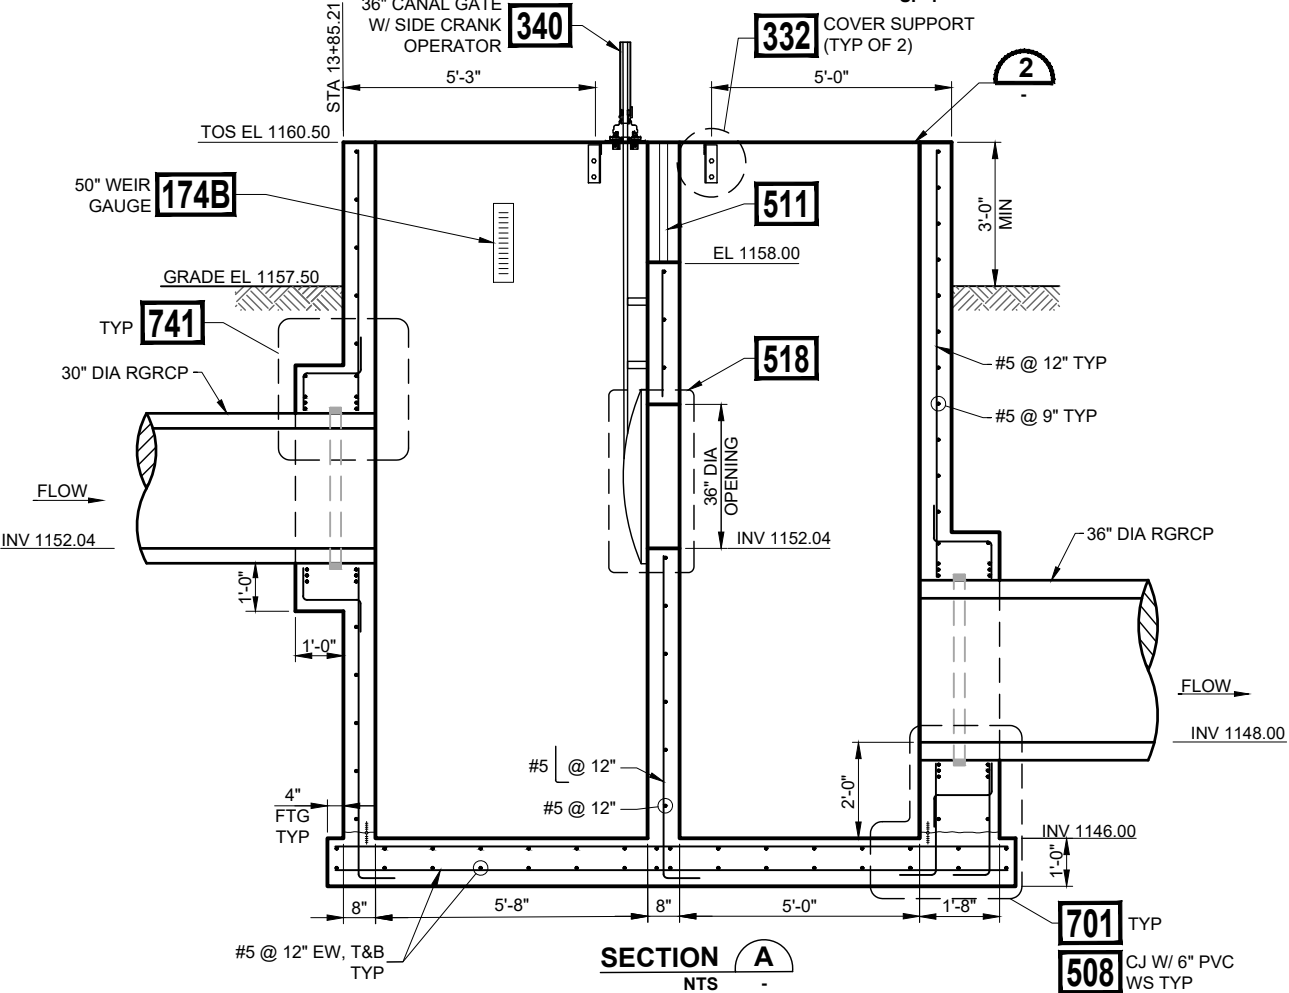 36" CANAL GATE
W/ SIDE CRANK
OPERATOR
340
332
COVER SUPPORT
(TYP OF 2)
STA 13+85.21
5'-3"
5'-0"
2
-
TOS EL 1160.50
50" WEIR
GAUGE
174B
511
3'-0"
MIN
EL 1158.00
GRADE EL 1157.50
TYP
741
518
30" DIA RGRCP
#5 @ 12" TYP
#5 @ 9" TYP
36" DIA
OPENING
FLOW
INV 1152.04
INV 1152.04
36" DIA RGRCP
1'-0"
1'-0"
FLOW
INV 1148.00
#5 @ 12"
#5 @ 12"
2'-0"
4"
FTG
TYP
INV 1146.00
1'-0"
8"
5'-8"
8"
5'-0"
1'-8"
#5 @ 12" EW, T&B
TYP
SECTION
A
NTS
-
701
TYP
508
CJ W/ 6" PVC
WS TYP